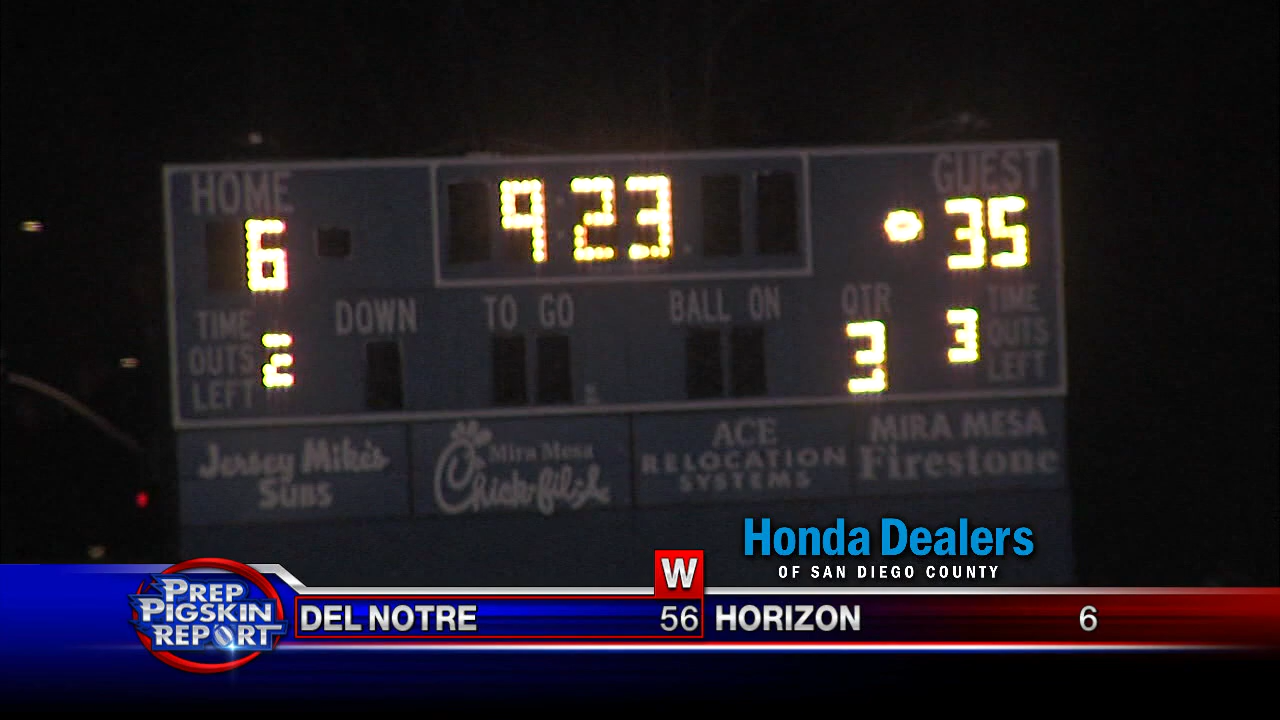 HOME
9:23
GUEST
6
35
DOWN
TO GO
BALL ON
QTR
3
TIME
OUTS
LEFT
2
TIME
OUTS
LEFT
3
Jersey Mike's
Subs
Mira Mesa
Chick-fil-A
ACE
RELOCATION
SYSTEMS
MIRA MESA
Firestone
Honda Dealers
OF SAN DIEGO COUNTY
PREP
PIGSKIN
REPORT
W
DEL NOTRE 56
HORIZON 6